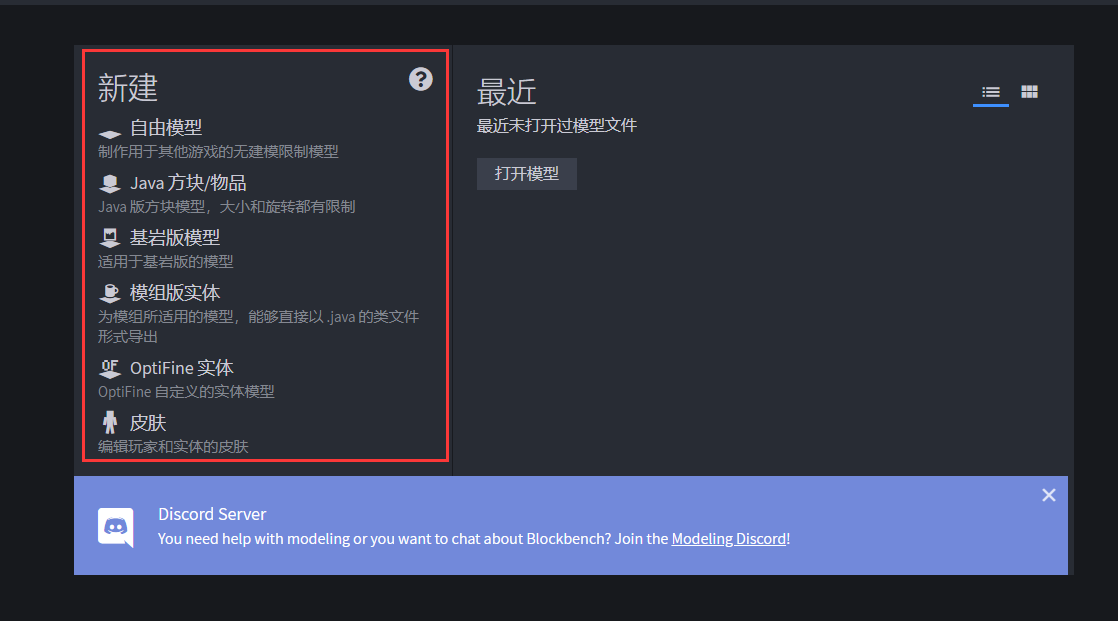 新建
自由模型
制作用于其他游戏的无建模限制模型
Java 方块/物品
Java 版方块模型，大小和旋转都有限制
基岩版模型
适用于基岩版的模型
模组版实体
为模组所适用的模型，能够直接以 .java 的类文件
形式导出
OF OptiFine 实体
OptiFine 自定义的实体模型
皮肤
编辑玩家和实体的皮肤
最近
最近未打开过模型文件
打开模型
Discord Server
You need help with modeling or you want to chat about Blockbench? Join the Modeling Discord!